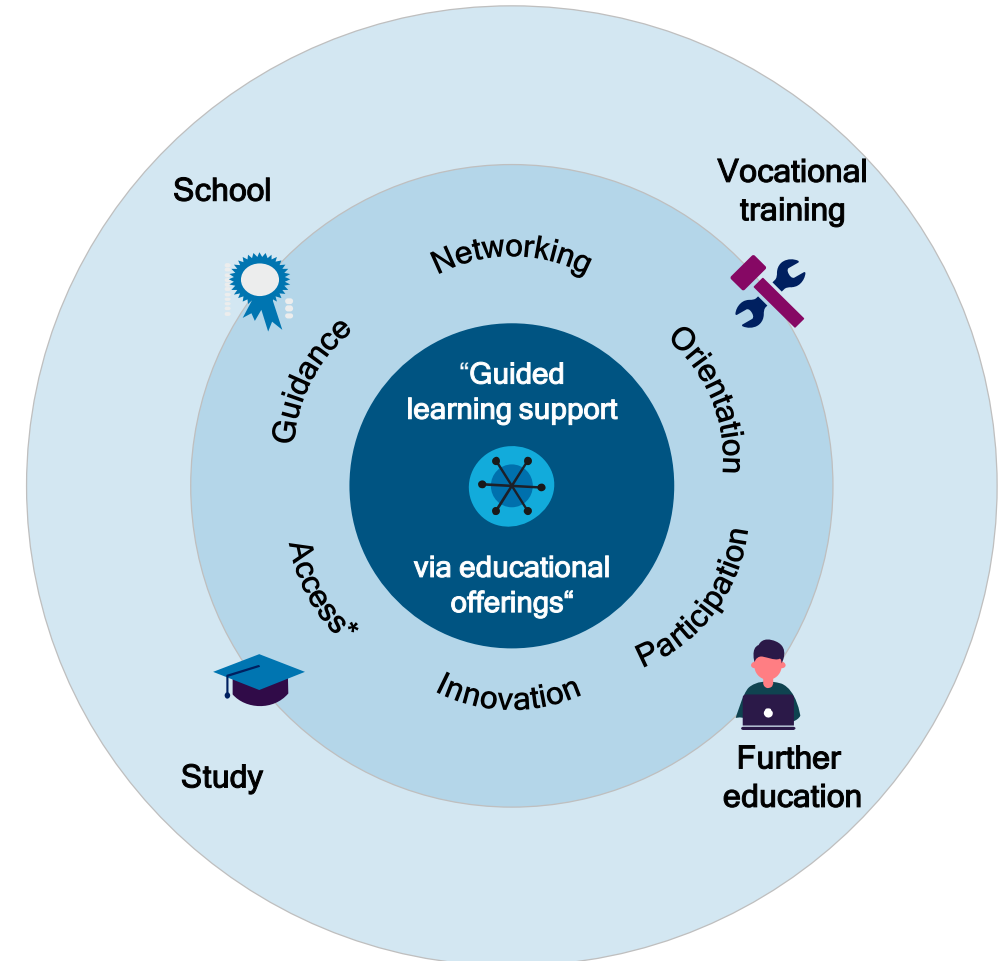 School
Vocational
training
Networking
Guidance
Orientation
“Guided
learning support
via educational
offerings“
Access*
Participation
Innovation
Study
Further
education